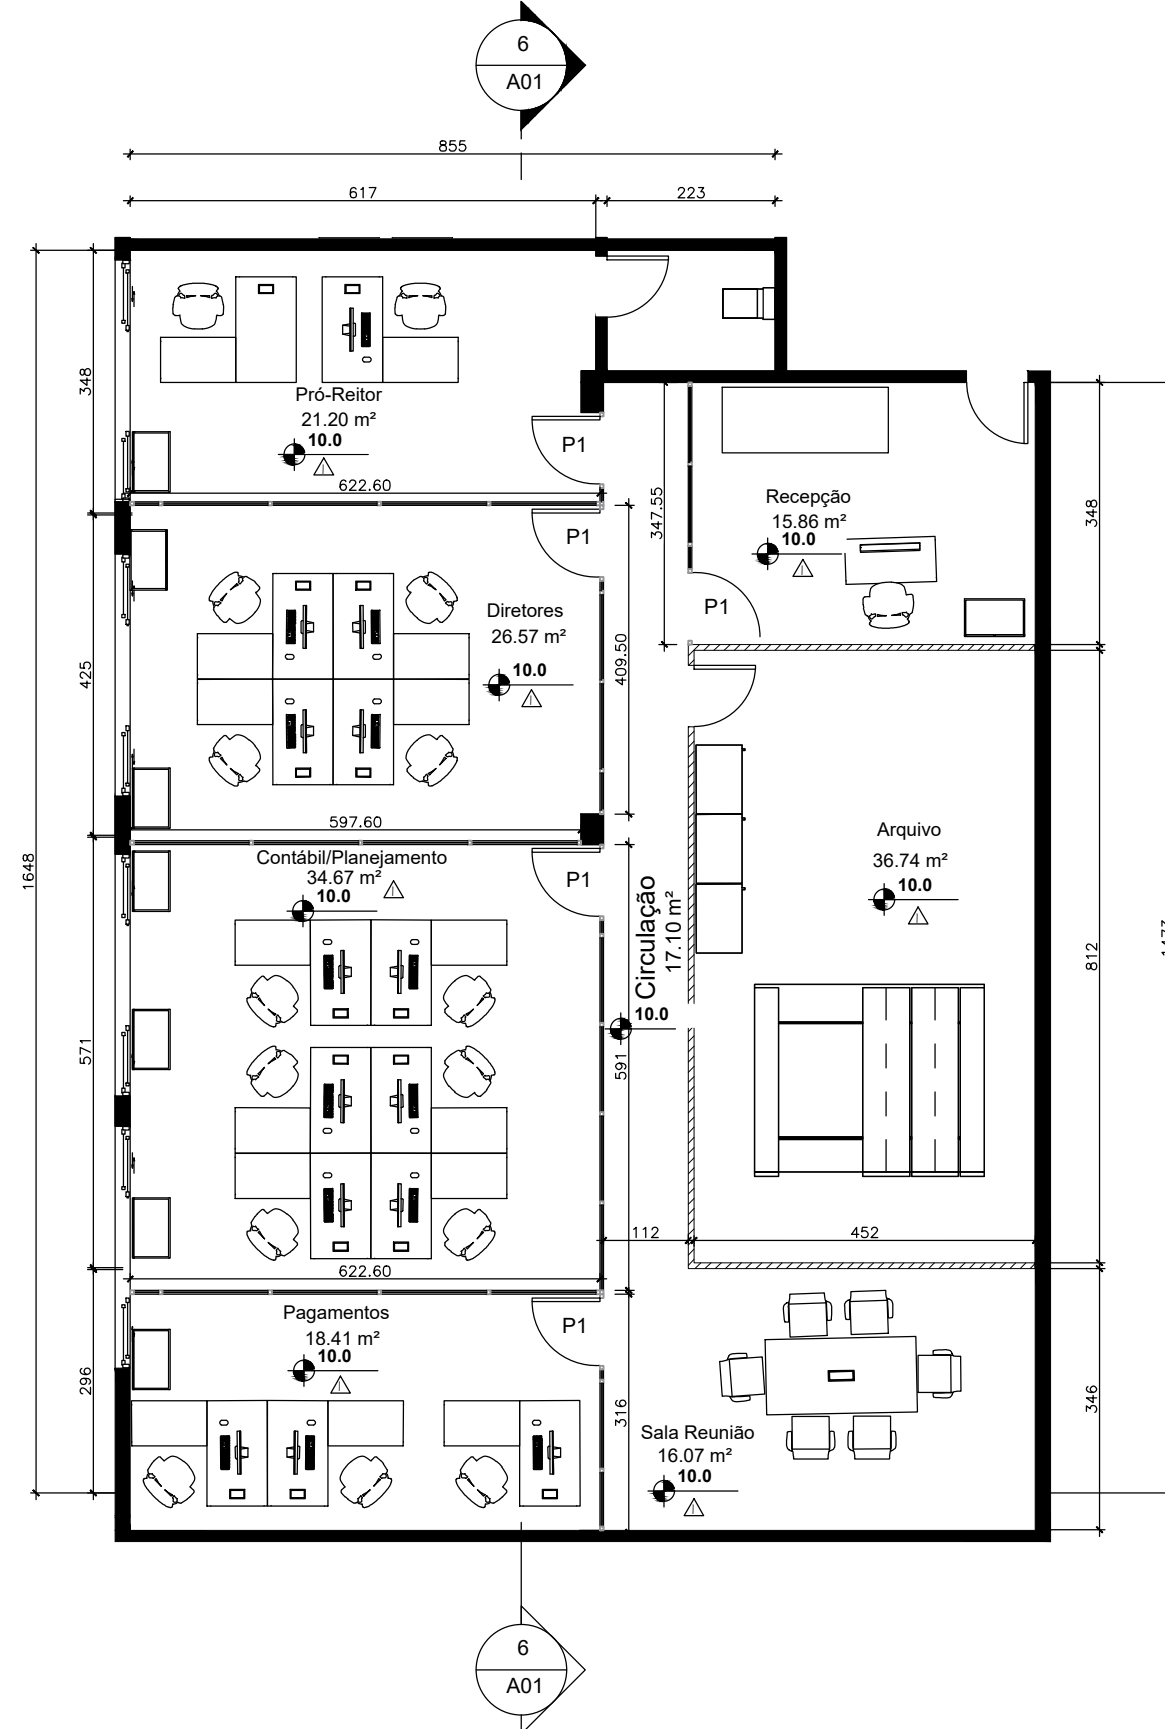 6
A01
855
617
223
348
1648
Pró-Reitor
21.20 m²
10.0
P1
622.60
347.55
Recepção
15.86 m²
10.0
348
P1
P1
Diretores
26.57 m²
10.0
409.50
425
597.60
Contábil/Planejamento
34.67 m²
10.0
P1
Circulação
17.10 m²
10.0
591
Arquivo
36.74 m²
10.0
812
571
112
452
622.60
Pagamentos
18.41 m²
10.0
P1
296
316
Sala Reunião
16.07 m²
10.0
346
6
A01